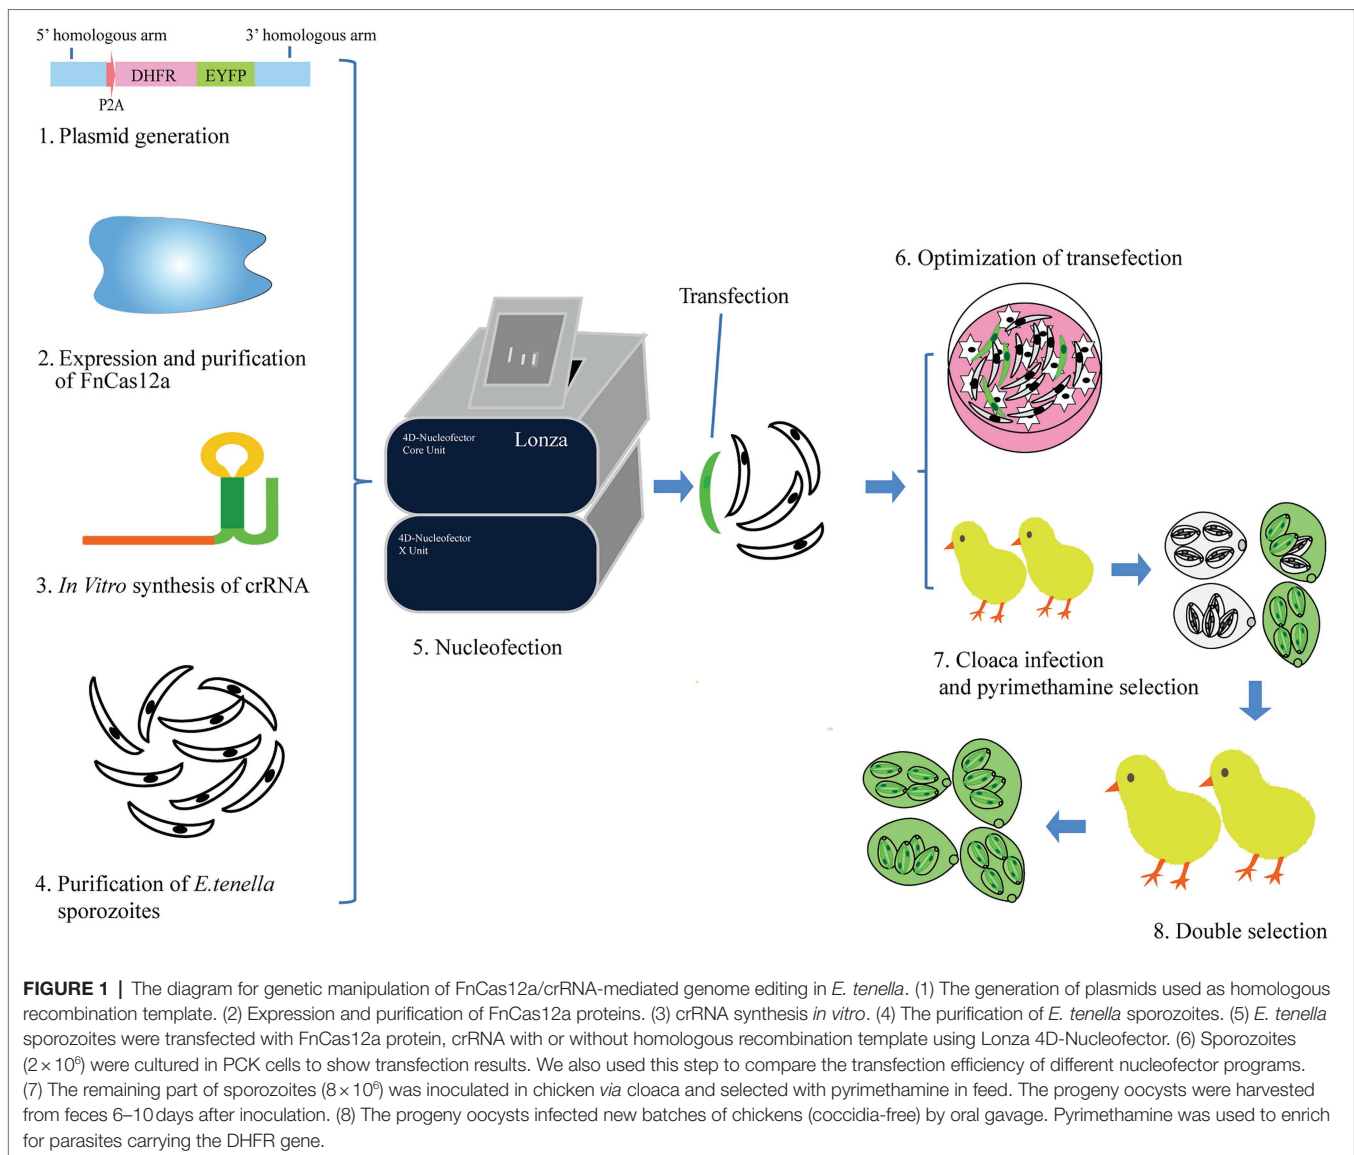 5’ homologous arm
3’ homologous arm
DHFR
EYFP
P2A
1. Plasmid generation
2. Expression and purification
of FnCas12a
3. In Vitro synthesis of crRNA
4. Purification of E.tenella
sporozoites
4D-Nucleofector
Core Unit
Lonza
4D-Nucleofector
X Unit
5. Nucleofection
Transfection
6. Optimization of transefection
7. Cloaca infection
and pyrimethamine selection
8. Double selection
FIGURE 1 | The diagram for genetic manipulation of FnCas12a/crRNA-mediated genome editing in E. tenella. (1) The generation of plasmids used as homologous
recombination template. (2) Expression and purification of FnCas12a proteins. (3) crRNA synthesis in vitro. (4) The purification of E. tenella sporozoites. (5) E. tenella
sporozoites were transfected with FnCas12a protein, crRNA with or without homologous recombination template using Lonza 4D-Nucleofector. (6) Sporozoites
(2 × 10⁶) were cultured in PCK cells to show transfection results. We also used this step to compare the transfection efficiency of different nucleofector programs.
(7) The remaining part of sporozoites (8 × 10⁶) was inoculated in chicken via cloaca and selected with pyrimethamine in feed. The progeny oocysts were harvested
from feces 6–10 days after inoculation. (8) The progeny oocysts infected new batches of chickens (coccidia-free) by oral gavage. Pyrimethamine was used to enrich
for parasites carrying the DHFR gene.